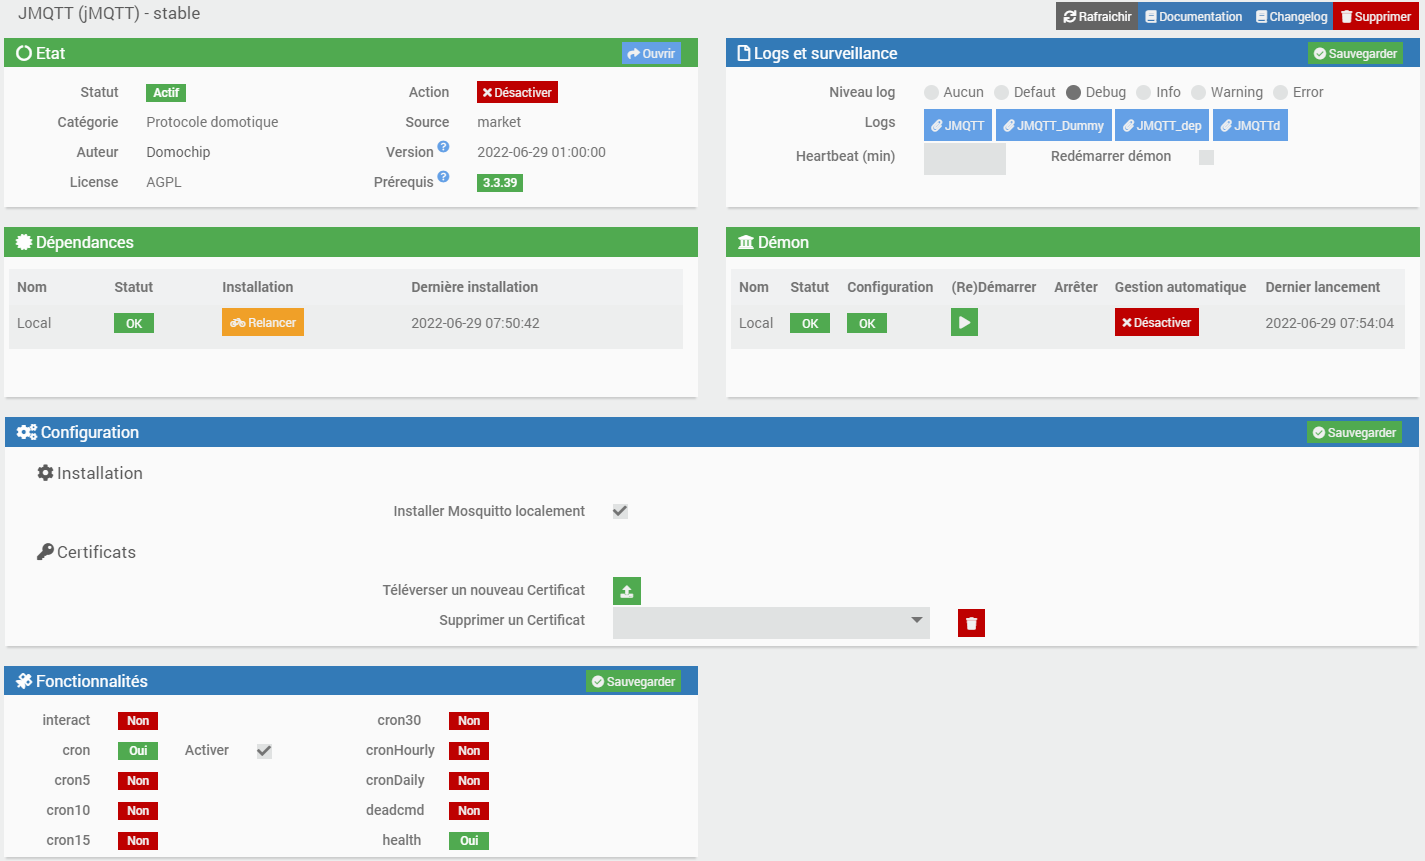 JMQTT (jMQTT) - stable
Rafraichir Documentation Changelog Supprimer
Etat Ouvrir
Statut Actif Action Désactiver
Catégorie Protocole domotique Source market
Auteur Domochip Version ? 2022-06-29 01:00:00
License AGPL Prérequis ? 3.3.39
Logs et surveillance Sauvegarder
Niveau log Aucun Defaut Debug Info Warning Error
Logs JMQTT JMQTT_Dummy JMQTT_dep JMQTTd
Heartbeat (min) Redémarrer démon
Dépendances
Nom Statut Installation Dernière installation
Local OK Relancer 2022-06-29 07:50:42
Démon
Nom Statut Configuration (Re)Démarrer Arrêter Gestion automatique Dernier lancement
Local OK OK Désactiver 2022-06-29 07:54:04
Configuration Sauvegarder
Installation
Installer Mosquitto localement
Certificats
Téléverser un nouveau Certificat
Supprimer un Certificat
Fonctionnalités Sauvegarder
interact Non cron30 Non
cron Oui Activer cronHourly Non
cron5 Non cronDaily Non
cron10 Non deadcmd Non
cron15 Non health Oui